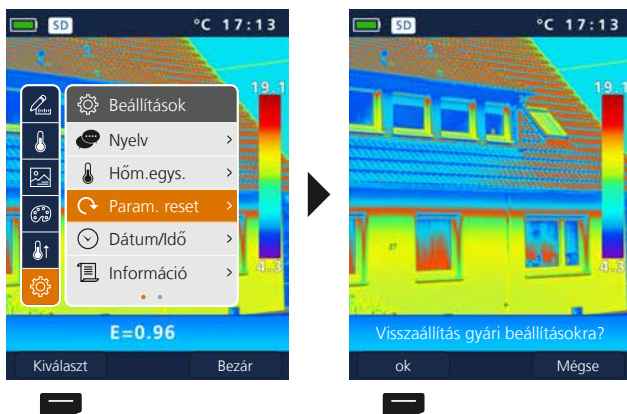 SD °C 17:13
19.1
Beállítások
Nyelv
Hőm.egys.
Param. reset
Dátum/Idő
Információ
4.3
E=0.96
Kiválaszt Bezár
SD °C 17:13
19.1
4.3
Visszaállítás gyári beállításokra?
ok Mégse